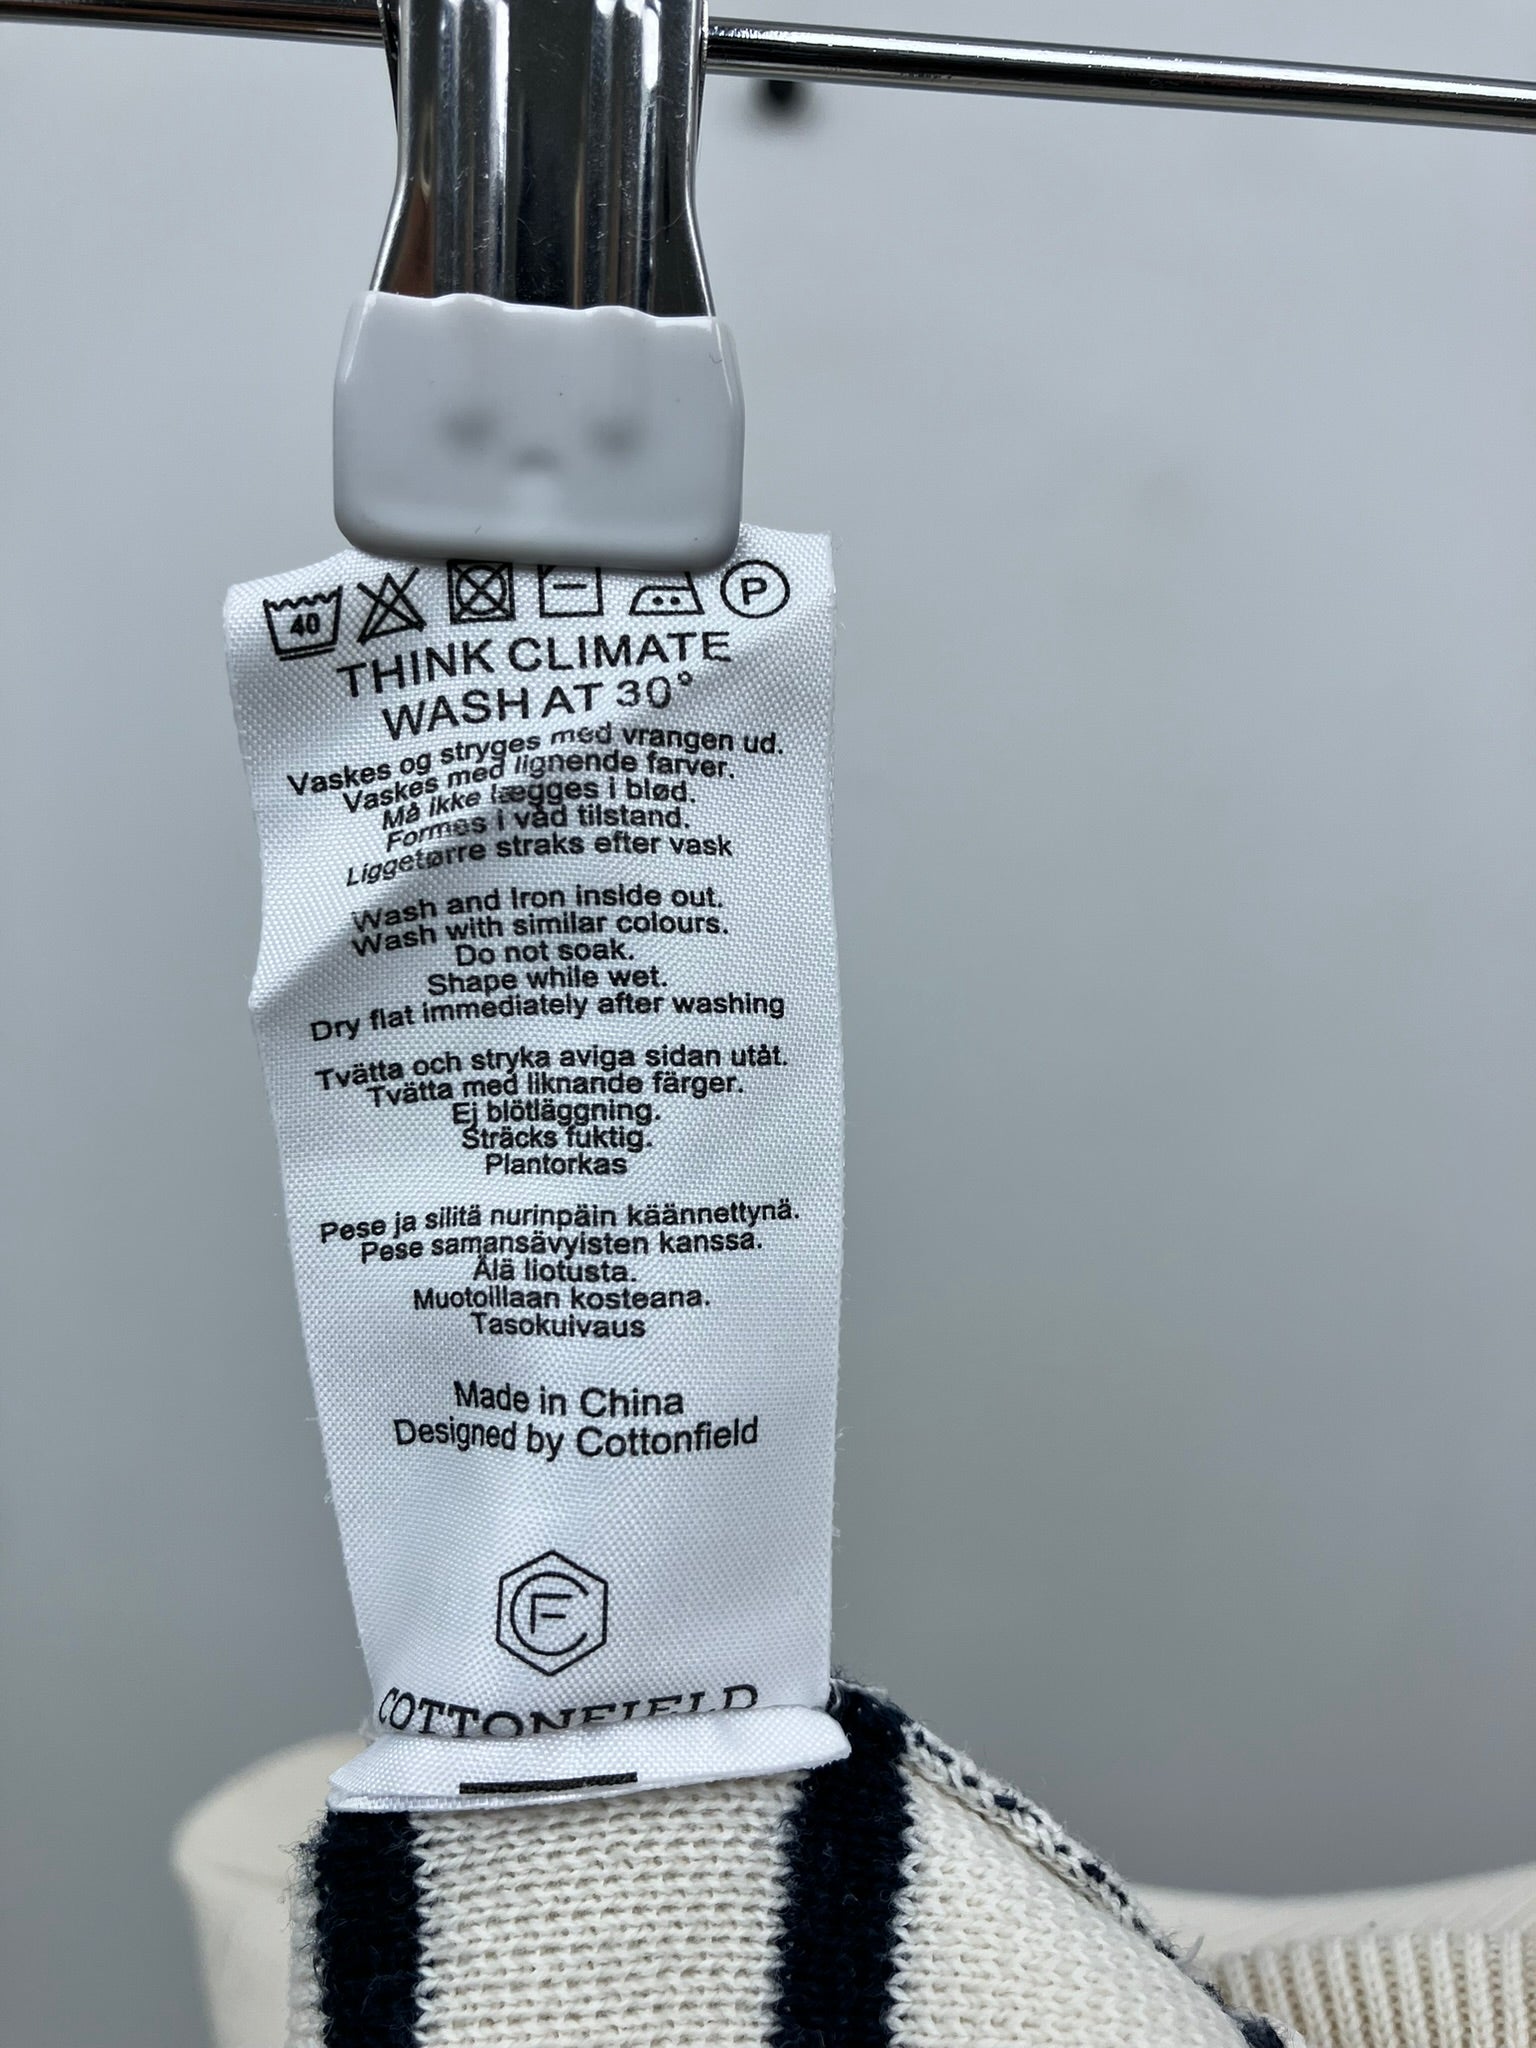 40
P
THINK CLIMATE
WASH AT 30°
Vaskes og stryges med vrangen ud.
Vaskes med lignende farver.
Må ikke lægges i blød.
Formes i våd tilstand.
Liggetørre straks efter vask
Wash and Iron inside out.
Wash with similar colours.
Do not soak.
Shape while wet.
Dry flat immediately after washing
Tvätta och stryka aviga sidan utåt.
Tvätta med liknande färger.
Ej blötläggning.
Sträcks fuktig.
Plantorkas
Pese ja silitä nurinpäin käännettynä.
Pese samansävyisten kanssa.
Älä liotusta.
Muotoillaan kosteana.
Tasokuivaus
Made in China
Designed by Cottonfield
CF
COTTONFIELD